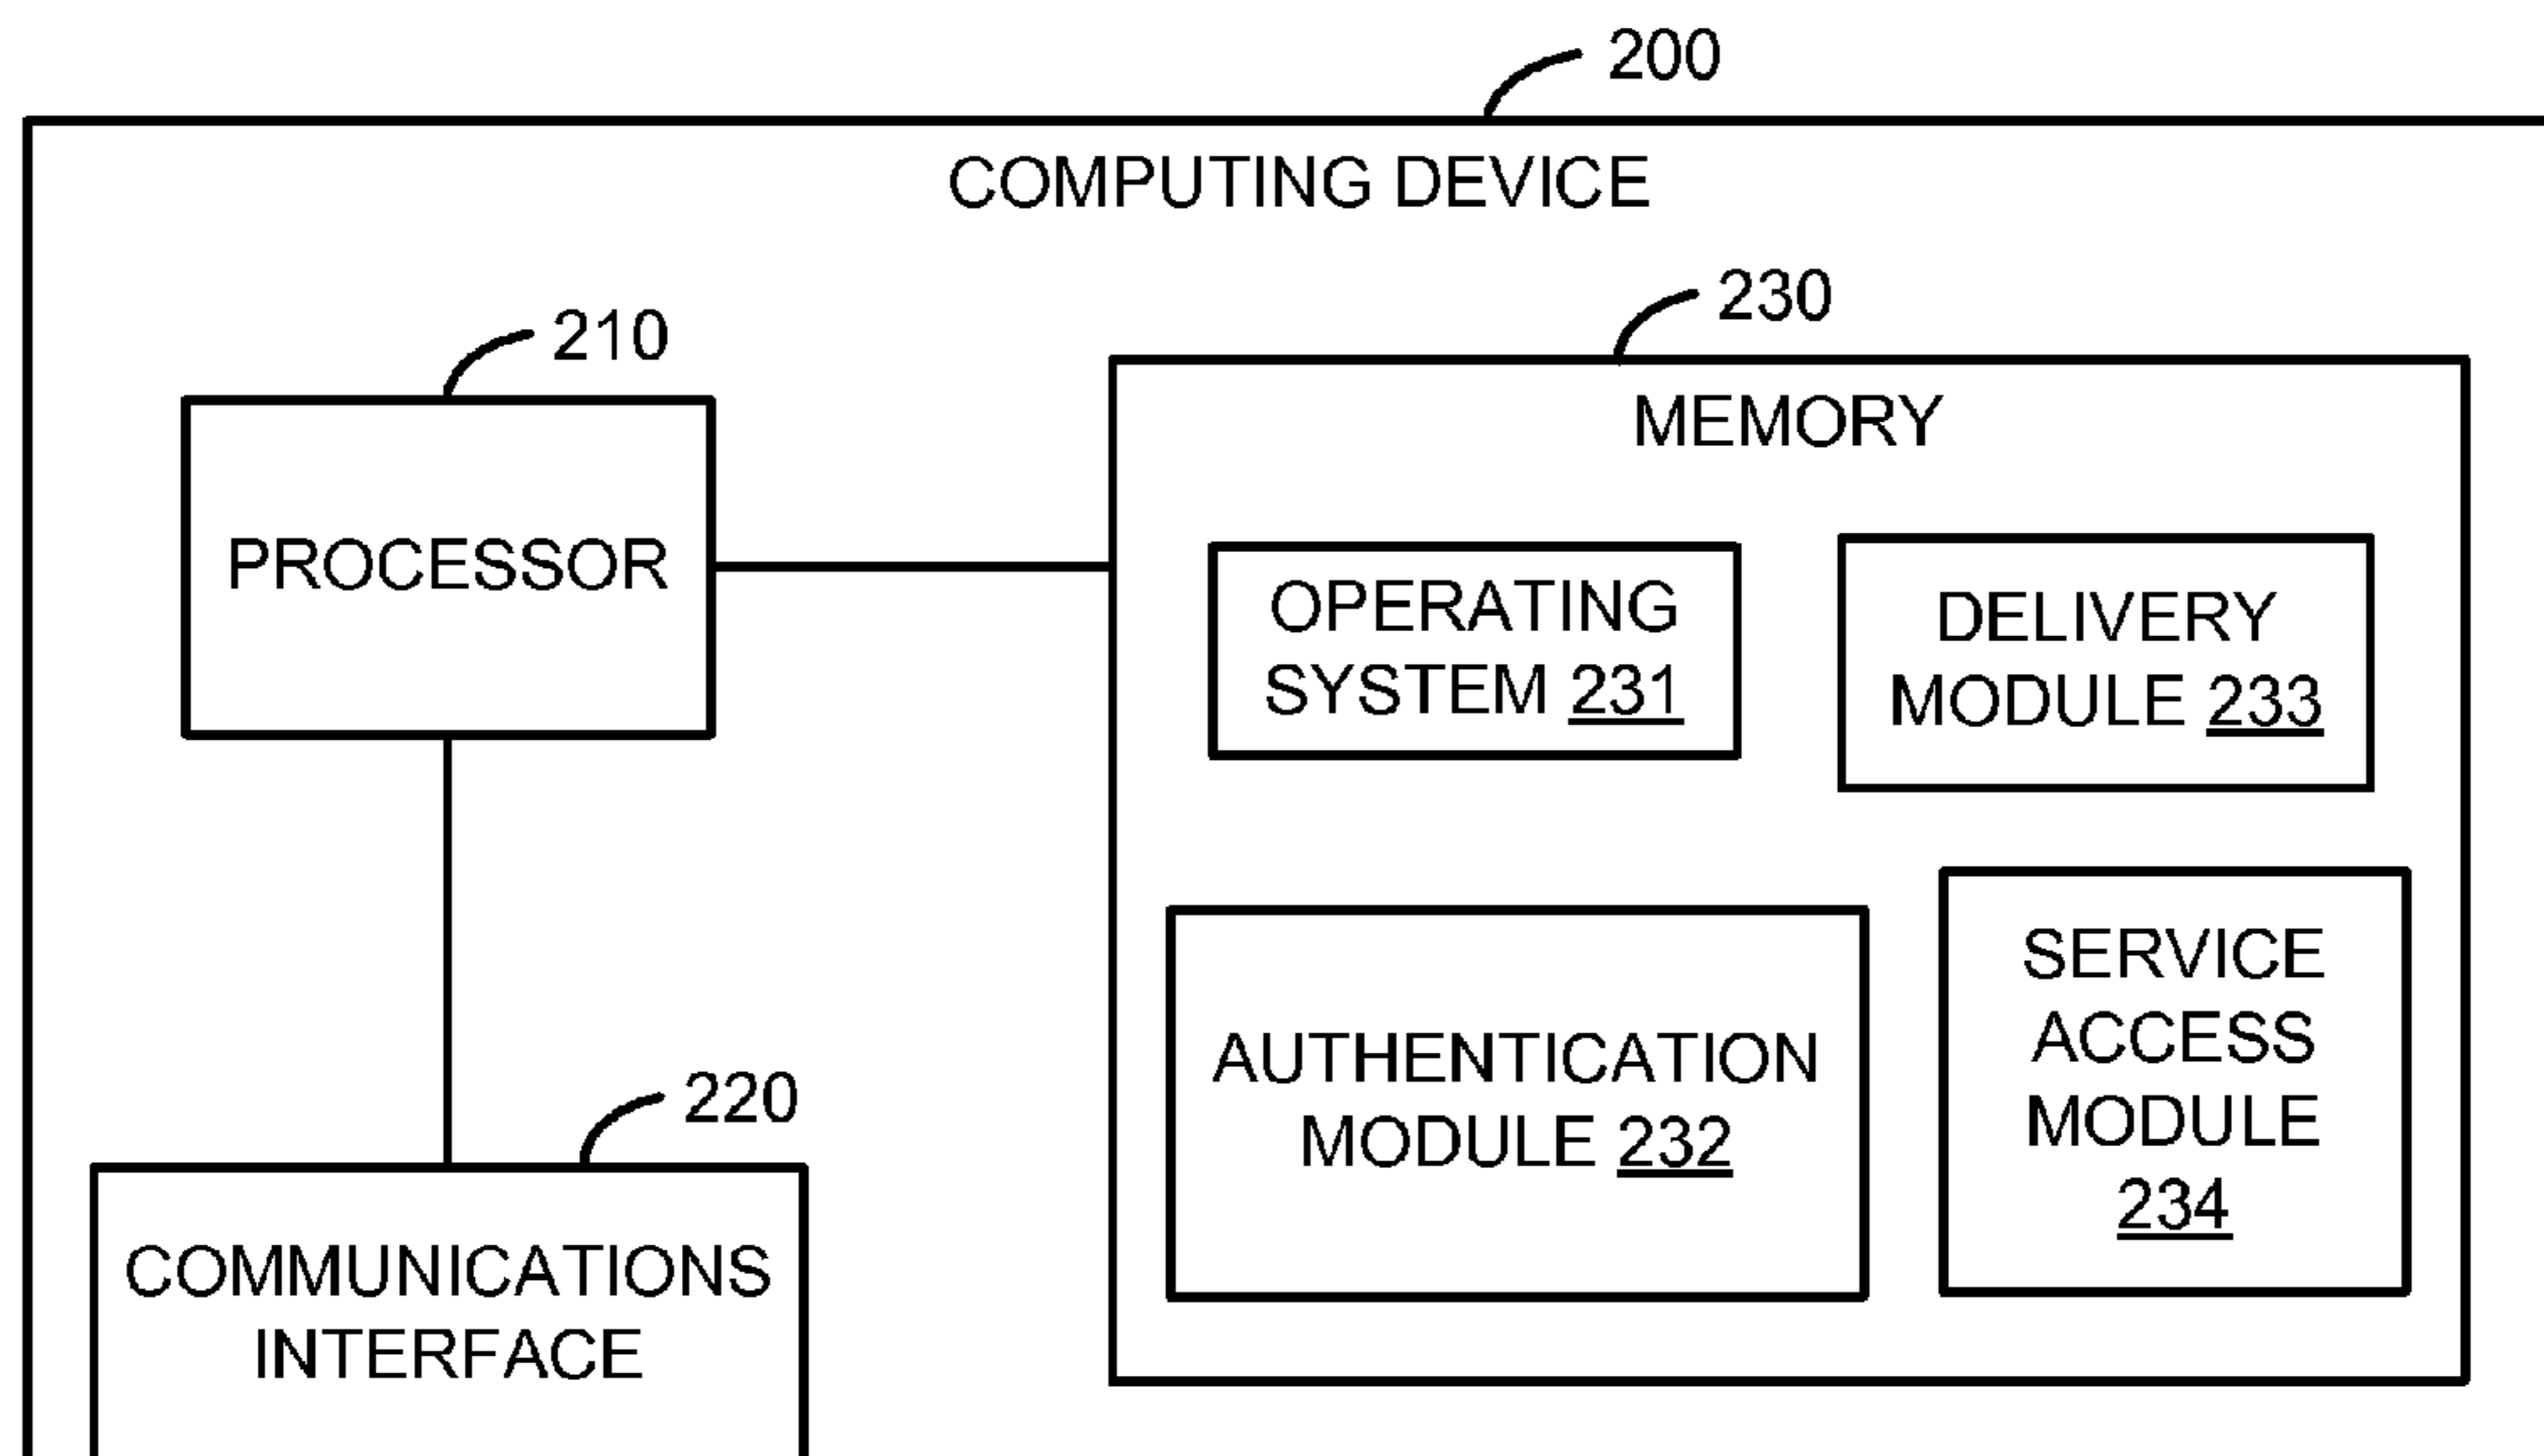 200
COMPUTING DEVICE
210
PROCESSOR
230
MEMORY
OPERATING
SYSTEM 231
DELIVERY
MODULE 233
AUTHENTICATION
MODULE 232
SERVICE
ACCESS
MODULE
234
220
COMMUNICATIONS
INTERFACE